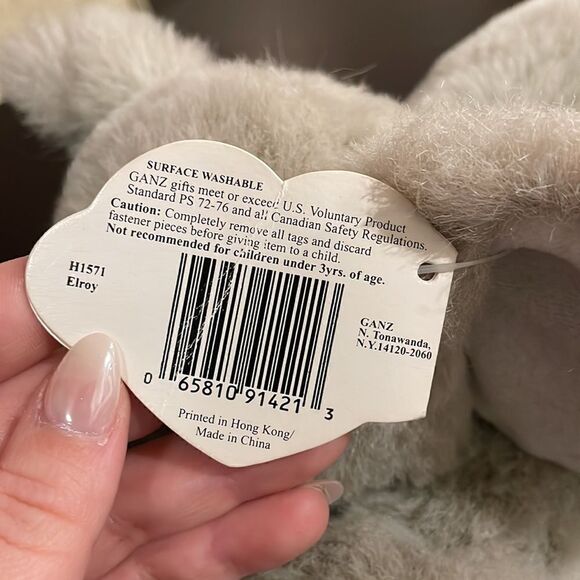 SURFACE WASHABLE
GANZ gifts meet or exceed U.S. Voluntary Product
Standard PS 72-76 and all Canadian Safety Regulations.
Caution: Completely remove all tags and discard
fastener pieces before giving item to a child.
Not recommended for children under 3yrs. of age.
H1571
Elroy
GANZ
N. Tonawanda,
N.Y.14120-2060
0 65810 91421 3
Printed in Hong Kong/
Made in China